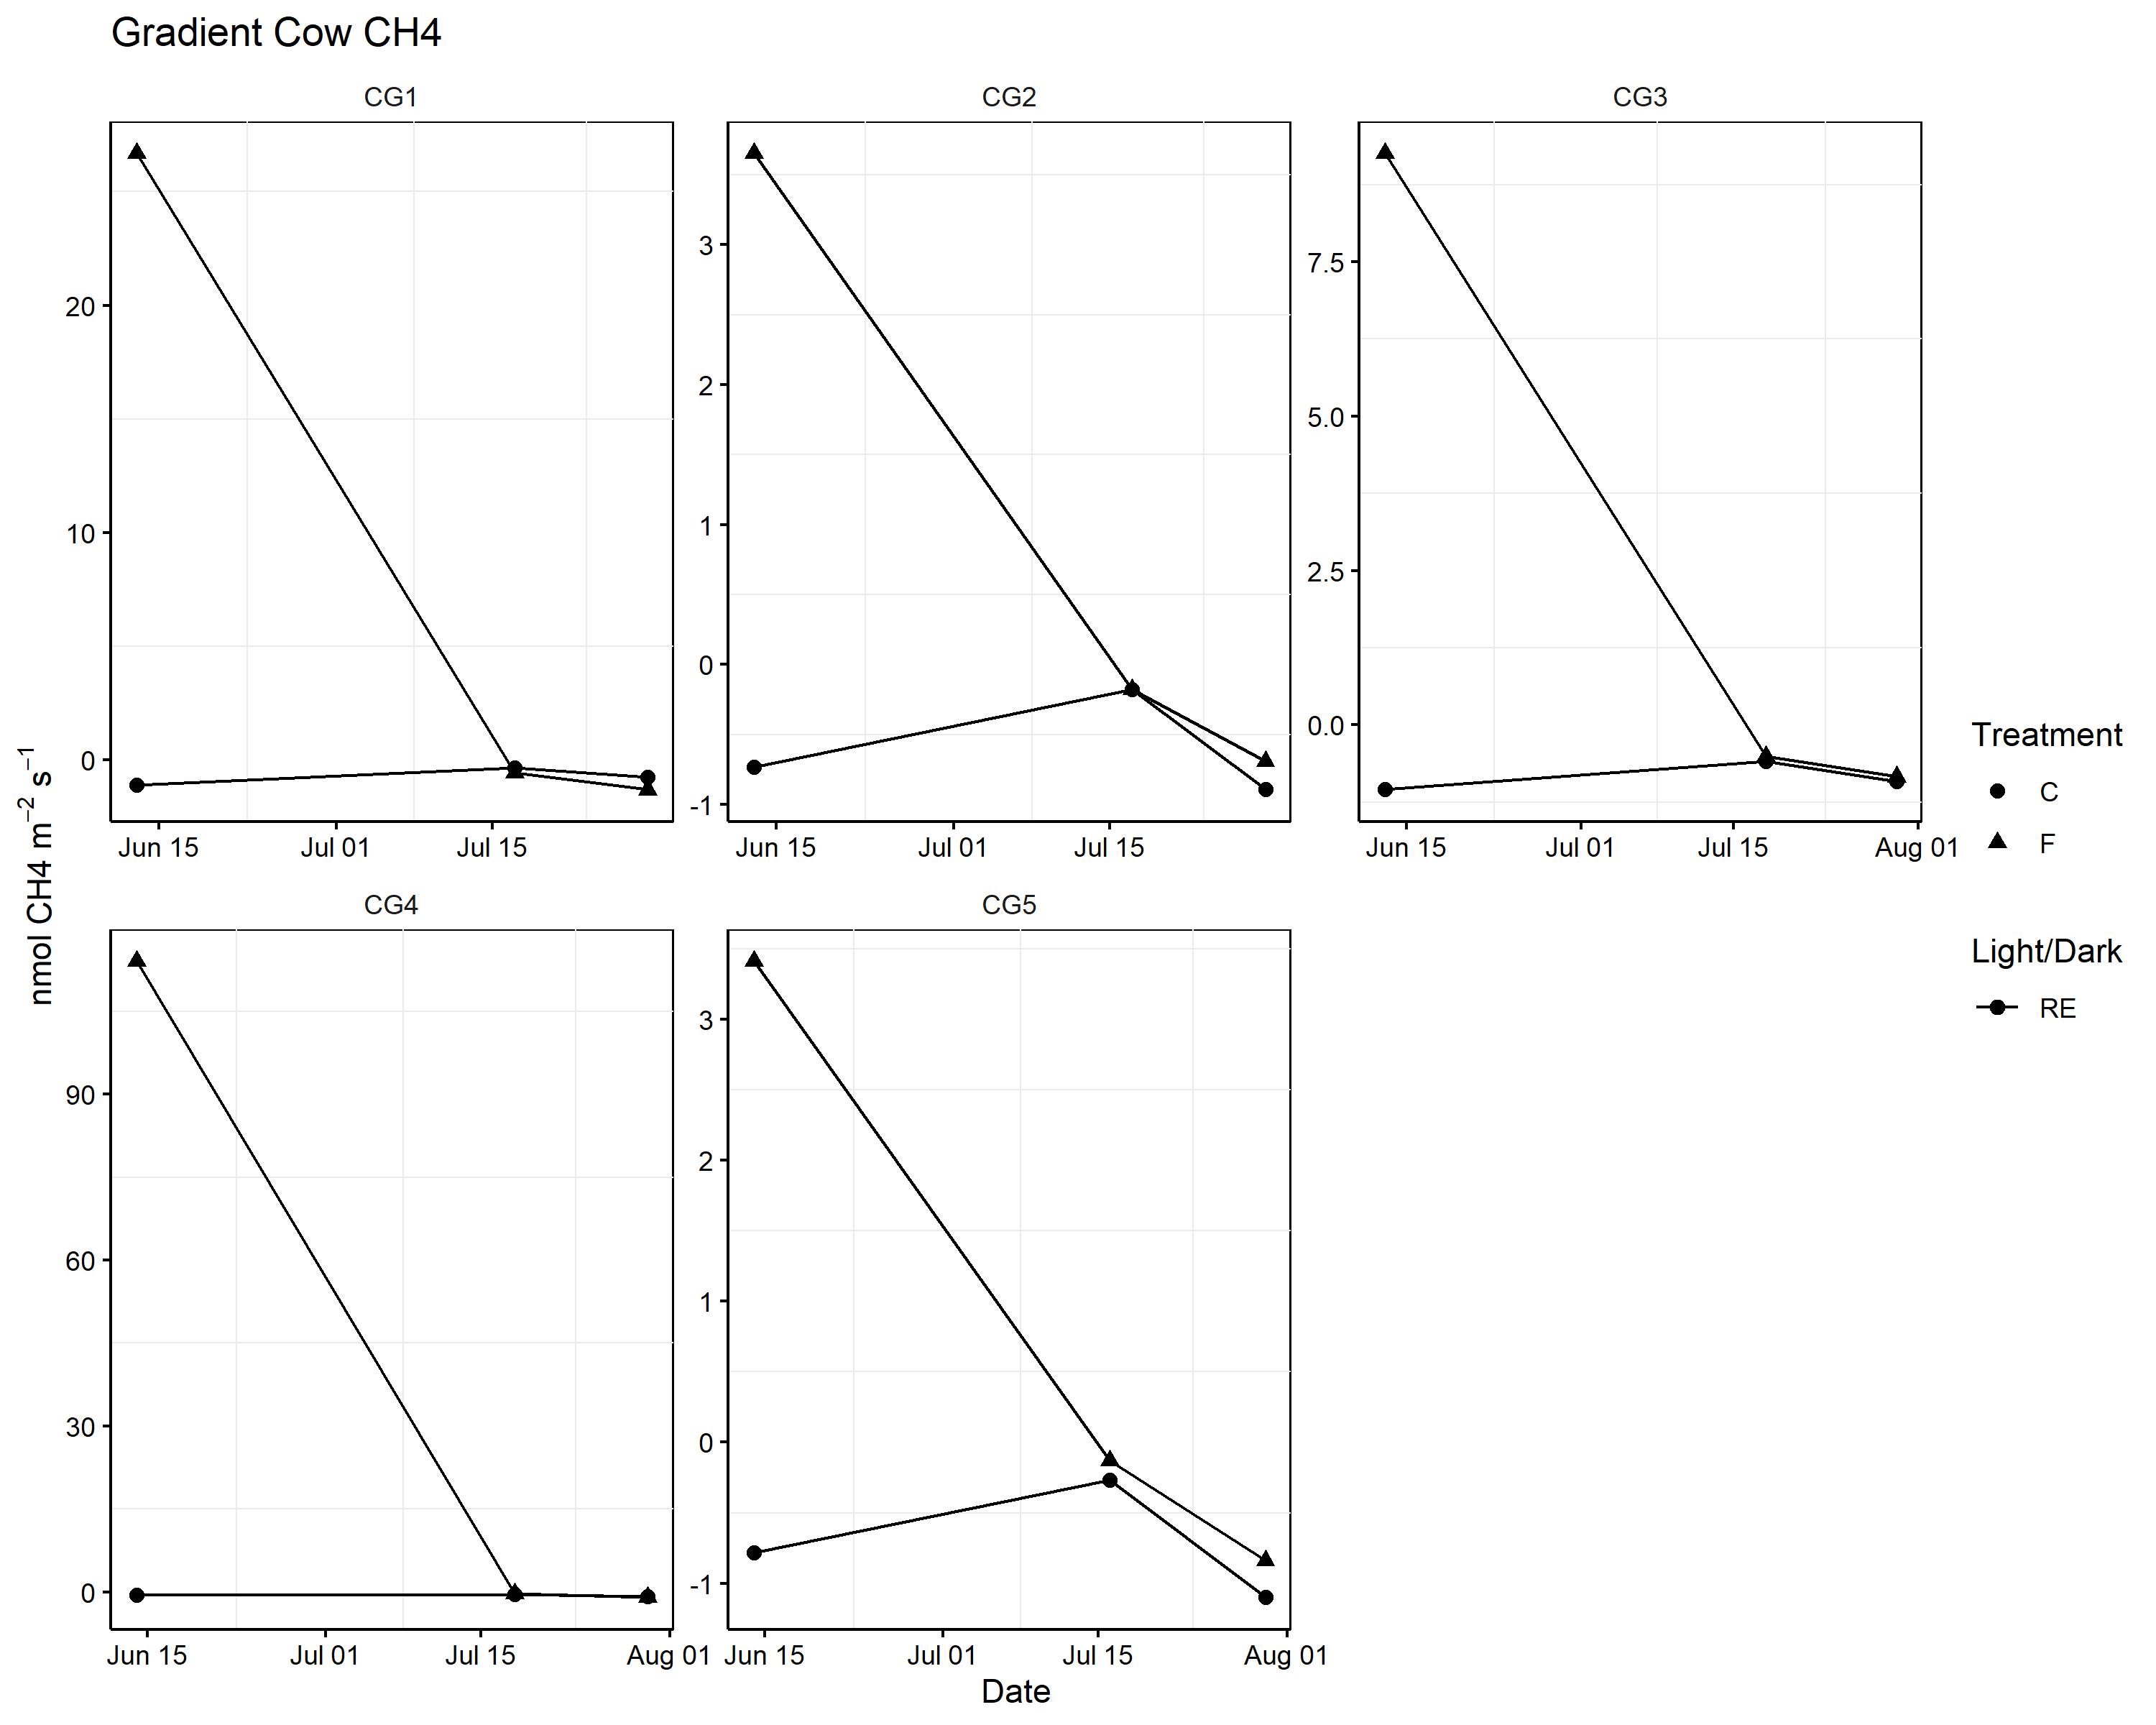 Gradient Cow CH4
CG1
CG2
CG3
20
10
0
3
2
1
0
-1
7.5
5.0
2.5
0.0
Jun 15 Jul 01 Jul 15
Jun 15 Jul 01 Jul 15
Jun 15 Jul 01 Jul 15 Aug 01
CG4
CG5
90
60
30
0
3
2
1
0
-1
Jun 15 Jul 01 Jul 15 Aug 01
Jun 15 Jul 01 Jul 15 Aug 01
nmol CH4 m⁻² s⁻¹
Date
Treatment
C
F
Light/Dark
RE